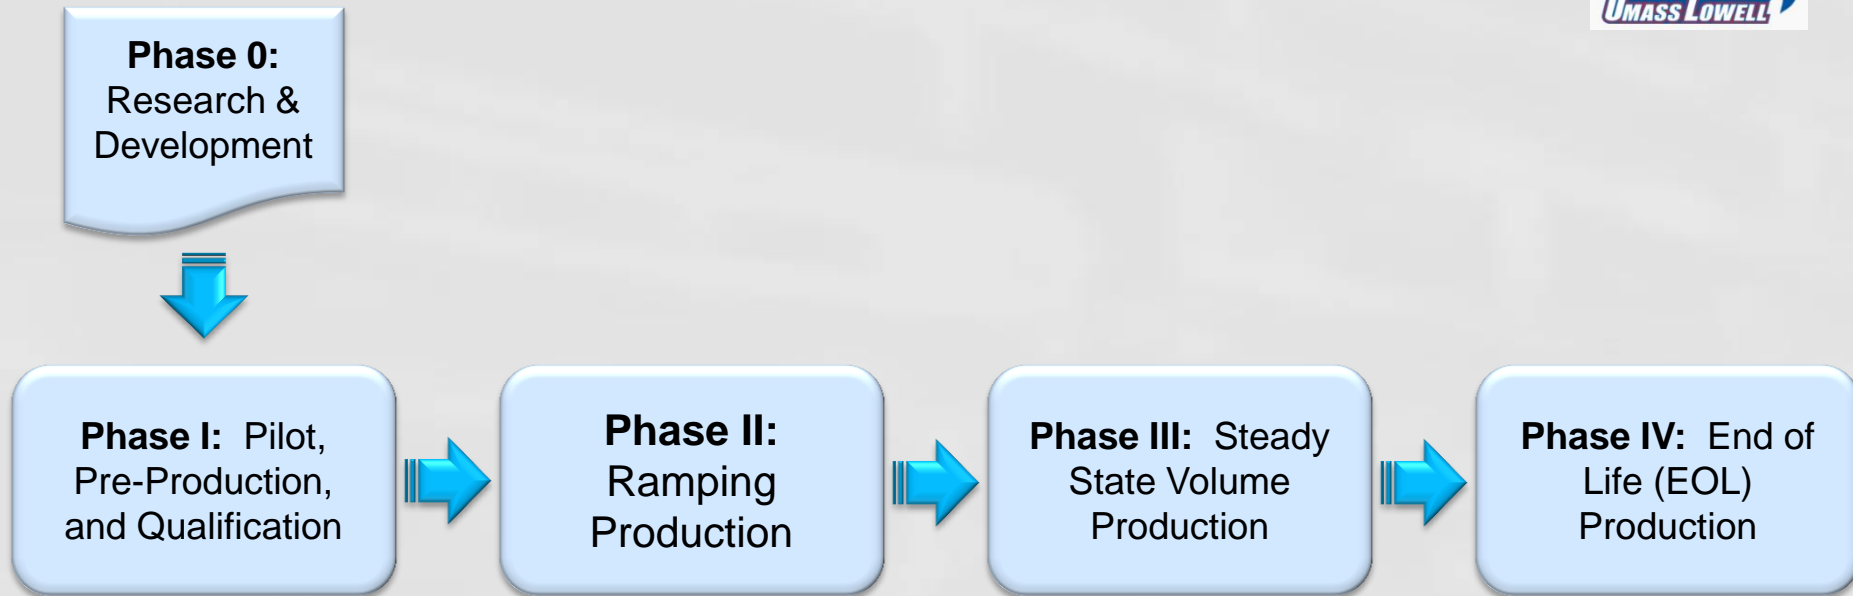 UMASS LOWELL
Phase 0:
Research &
Development
Phase I: Pilot,
Pre-Production,
and Qualification
Phase II:
Ramping
Production
Phase III: Steady
State Volume
Production
Phase IV: End of
Life (EOL)
Production